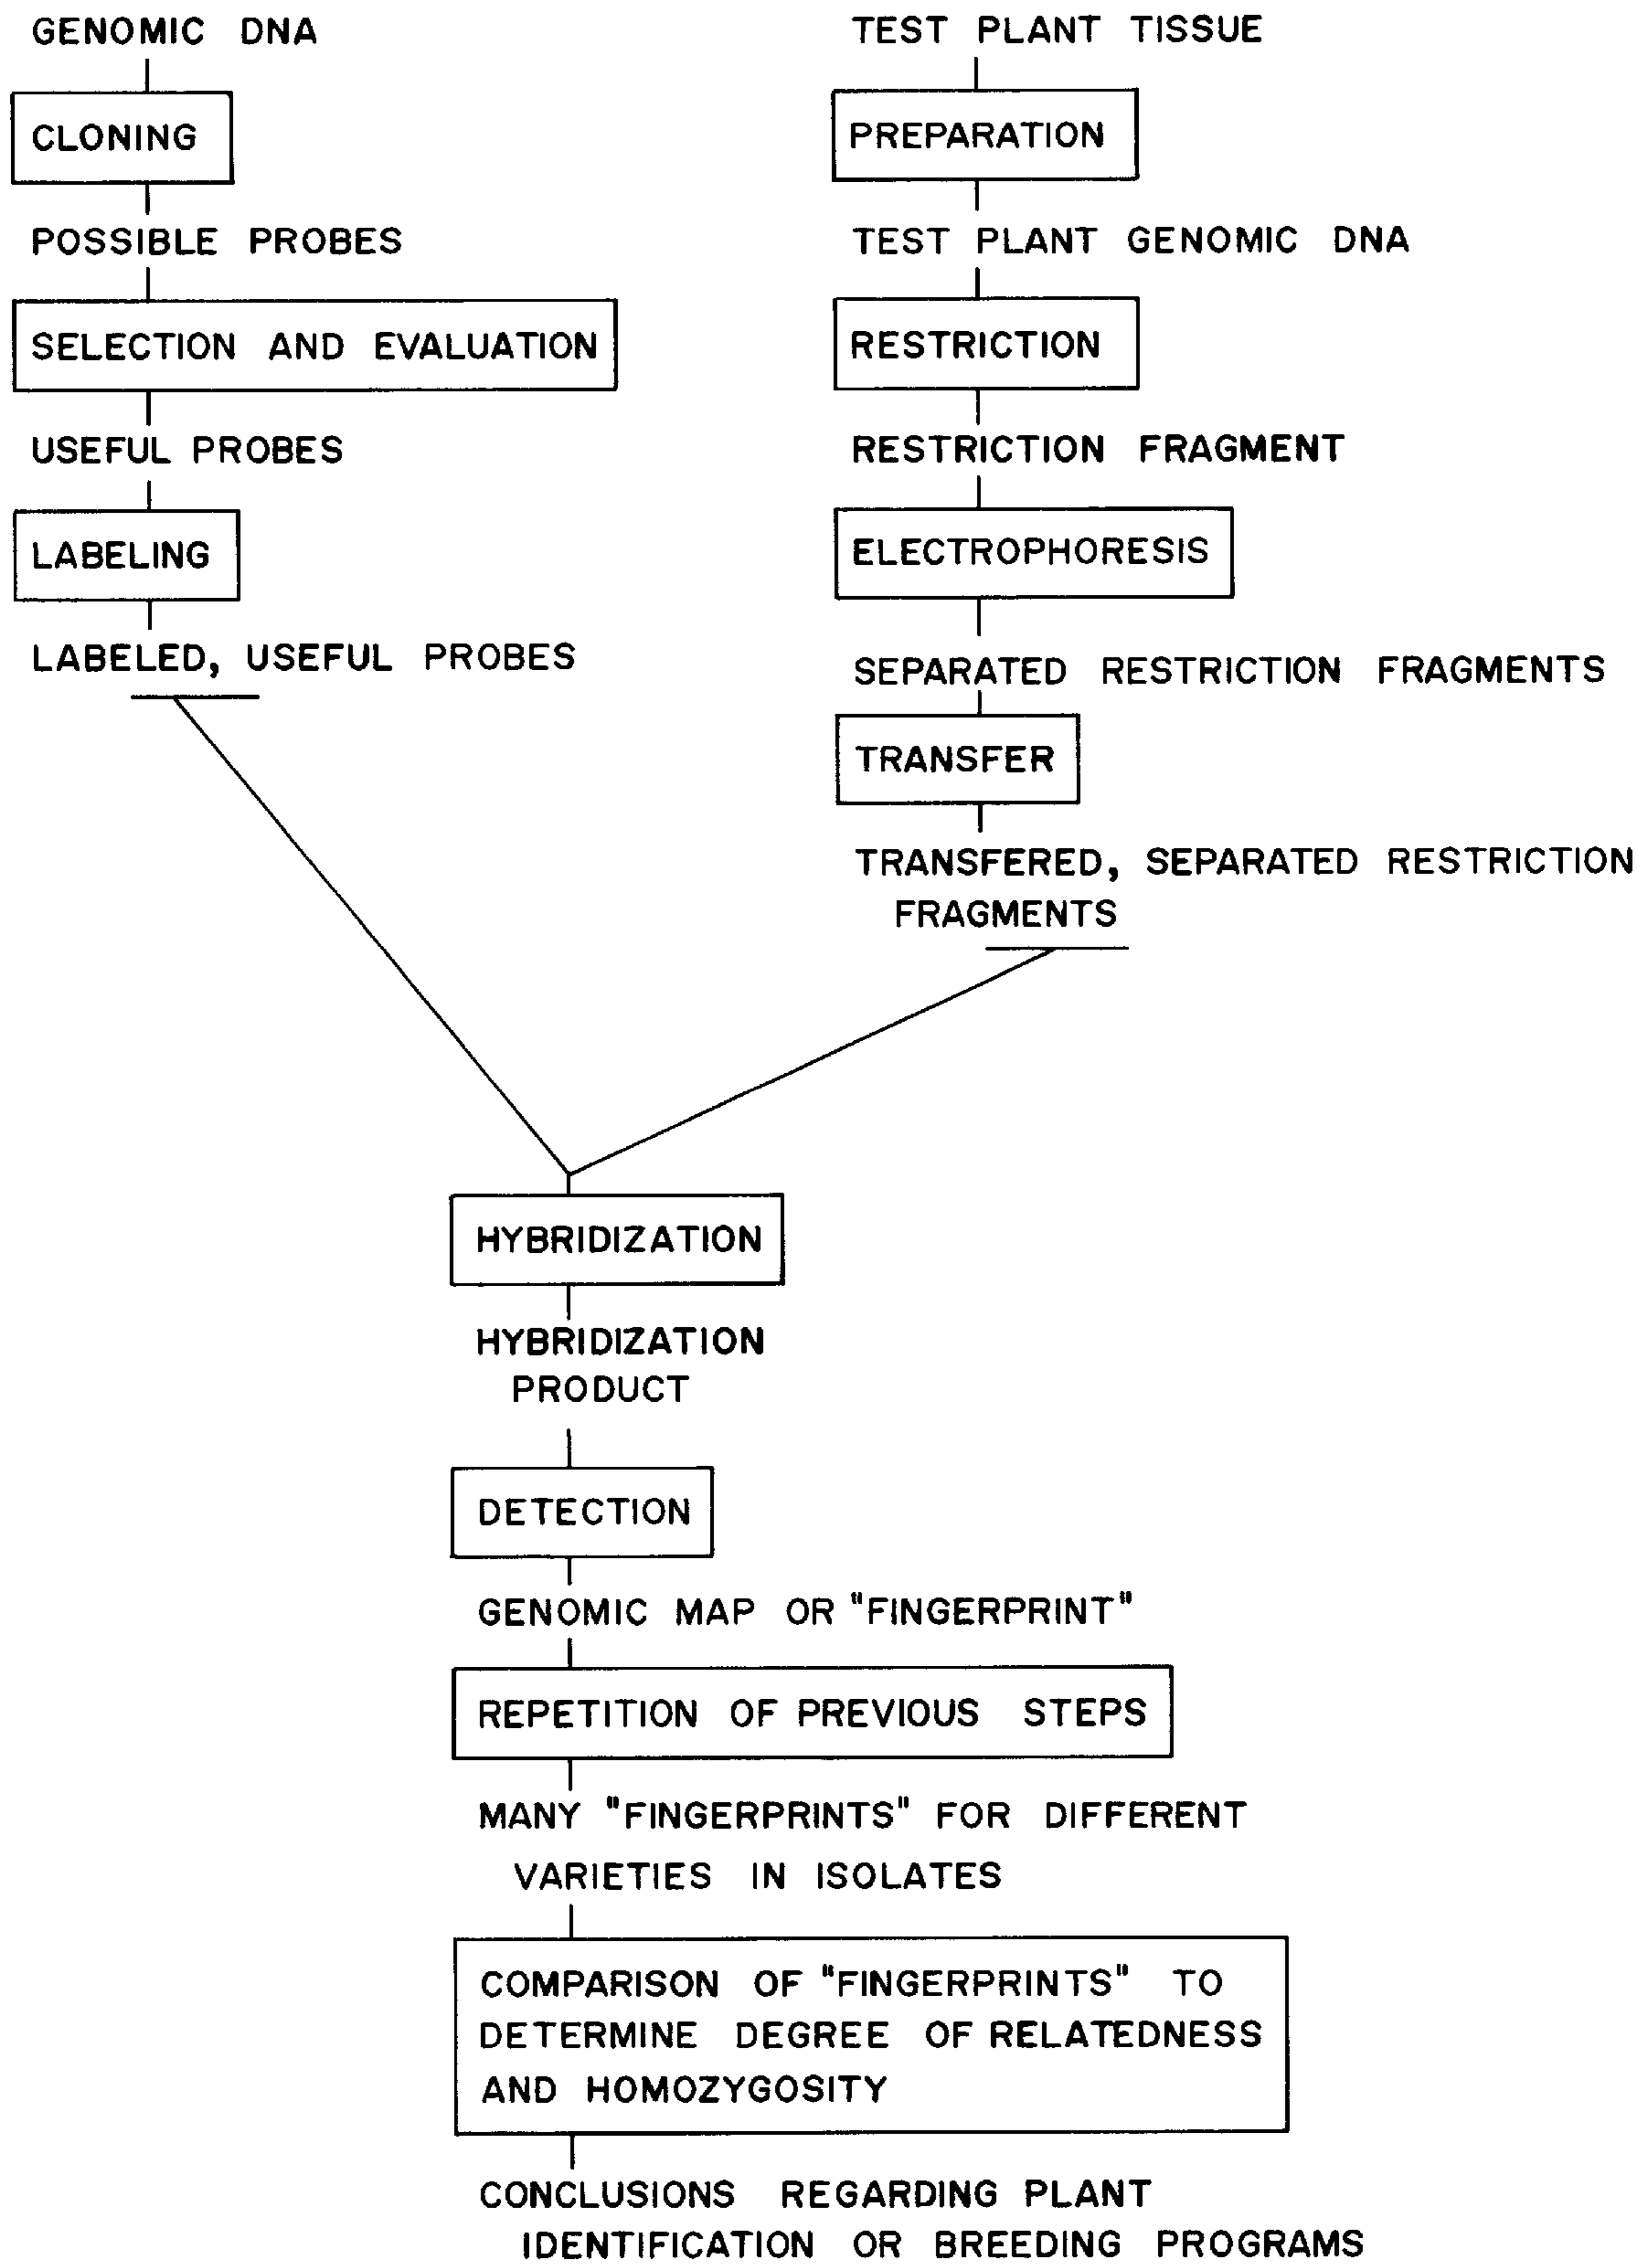 GENOMIC DNA
CLONING
POSSIBLE PROBES
SELECTION AND EVALUATION
USEFUL PROBES
LABELING
LABELED, USEFUL PROBES
TEST PLANT TISSUE
PREPARATION
TEST PLANT GENOMIC DNA
RESTRICTION
RESTRICTION FRAGMENT
ELECTROPHORESIS
SEPARATED RESTRICTION FRAGMENTS
TRANSFER
TRANSFERED, SEPARATED RESTRICTION
FRAGMENTS
HYBRIDIZATION
HYBRIDIZATION
PRODUCT
DETECTION
GENOMIC MAP OR "FINGERPRINT"
REPETITION OF PREVIOUS STEPS
MANY "FINGERPRINTS" FOR DIFFERENT
VARIETIES IN ISOLATES
COMPARISON OF "FINGERPRINTS" TO
DETERMINE DEGREE OF RELATEDNESS
AND HOMOZYGOSITY
CONCLUSIONS REGARDING PLANT
IDENTIFICATION OR BREEDING PROGRAMS